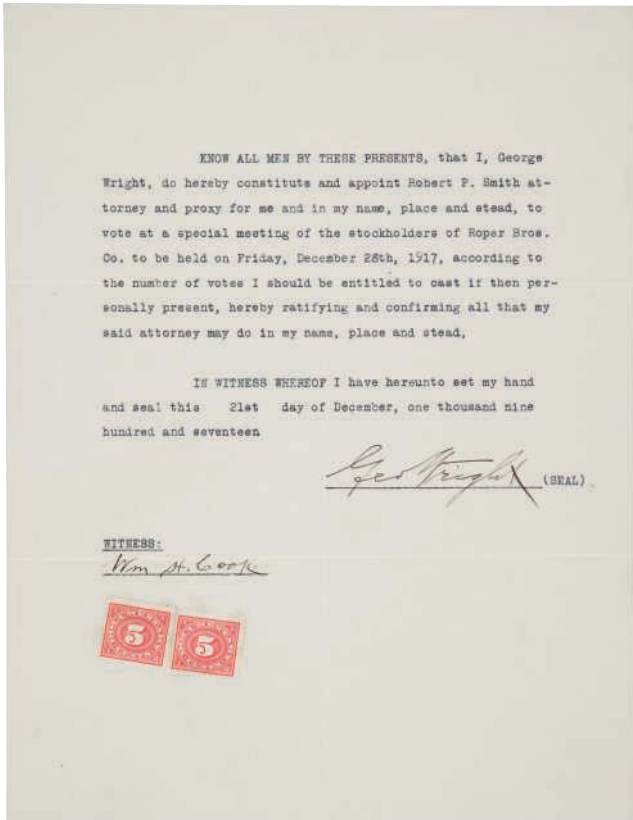 KNOW ALL MEN BY THESE PRESENTS, that I, George
Wright, do hereby constitute and appoint Robert P. Smith at-
torney and proxy for me and in my name, place and stead, to
vote at a special meeting of the stockholders of Roper Bros.
Co. to be held on Friday, December 28th, 1917, according to
the number of votes I should be entitled to cast if then per-
sonally present, hereby ratifying and confirming all that my
said attorney may do in my name, place and stead,
IN WITNESS WHEREOF I have hereunto set my hand
and seal this 21st day of December, one thousand nine
hundred and seventeen
Geo Wright (SEAL)
WITNESS:
Wm H. Cook
5 5